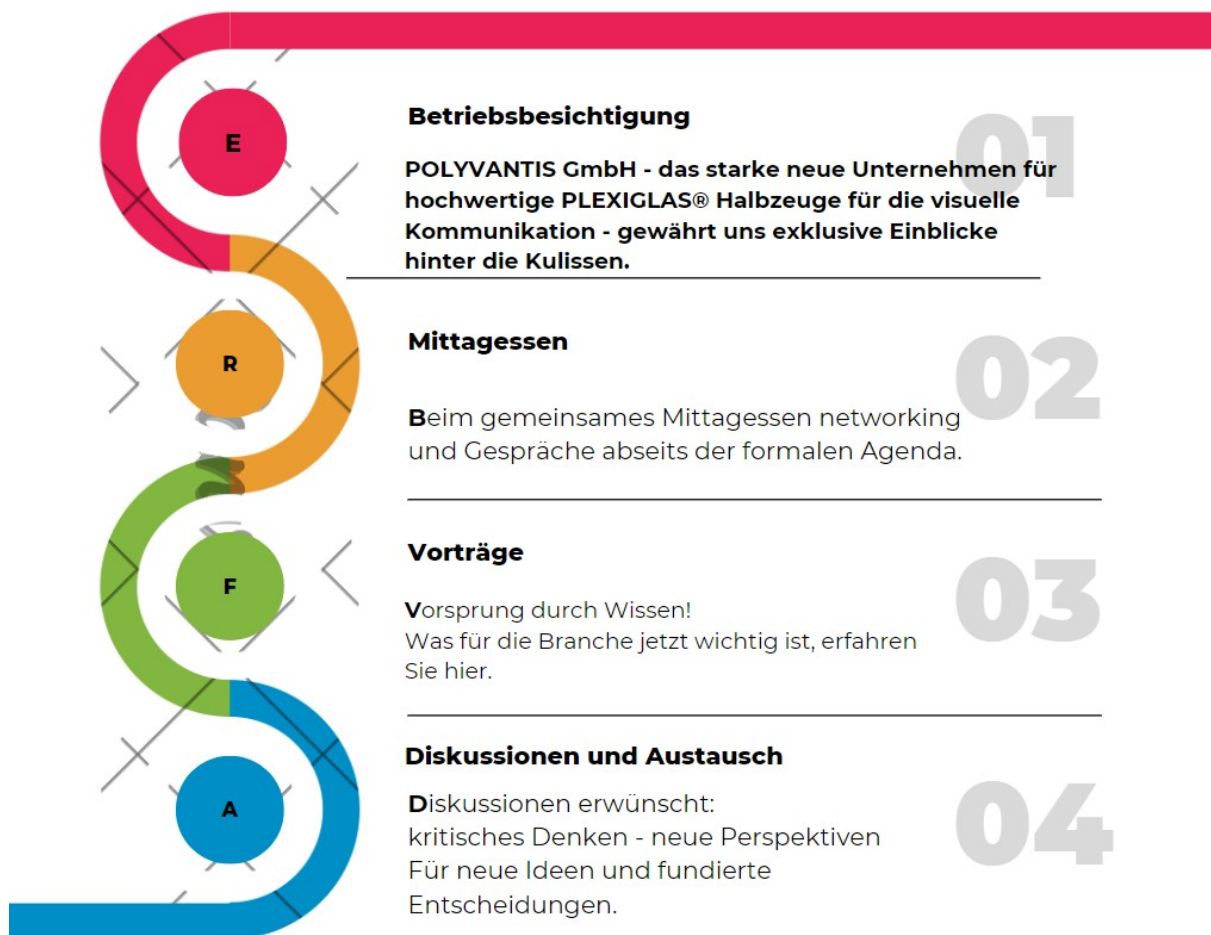 E
Betriebsbesichtigung
01
POLYVANTIS GmbH - das starke neue Unternehmen für
hochwertige PLEXIGLAS® Halbzeuge für die visuelle
Kommunikation - gewährt uns exklusive Einblicke
hinter die Kulissen.
R
Mittagessen
02
Beim gemeinsames Mittagessen networking
und Gespräche abseits der formalen Agenda.
F
Vorträge
03
Vorsprung durch Wissen!
Was für die Branche jetzt wichtig ist, erfahren
Sie hier.
A
Diskussionen und Austausch
04
Diskussionen erwünscht:
kritisches Denken - neue Perspektiven
Für neue Ideen und fundierte
Entscheidungen.